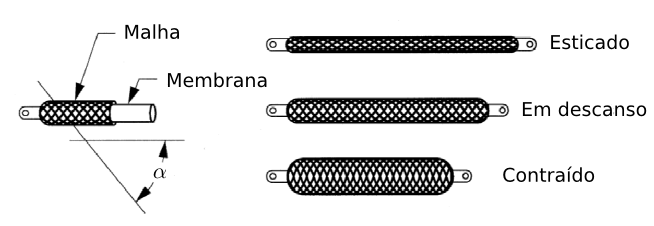 Malha
Membrana
α
Esticado
Em descanso
Contraído